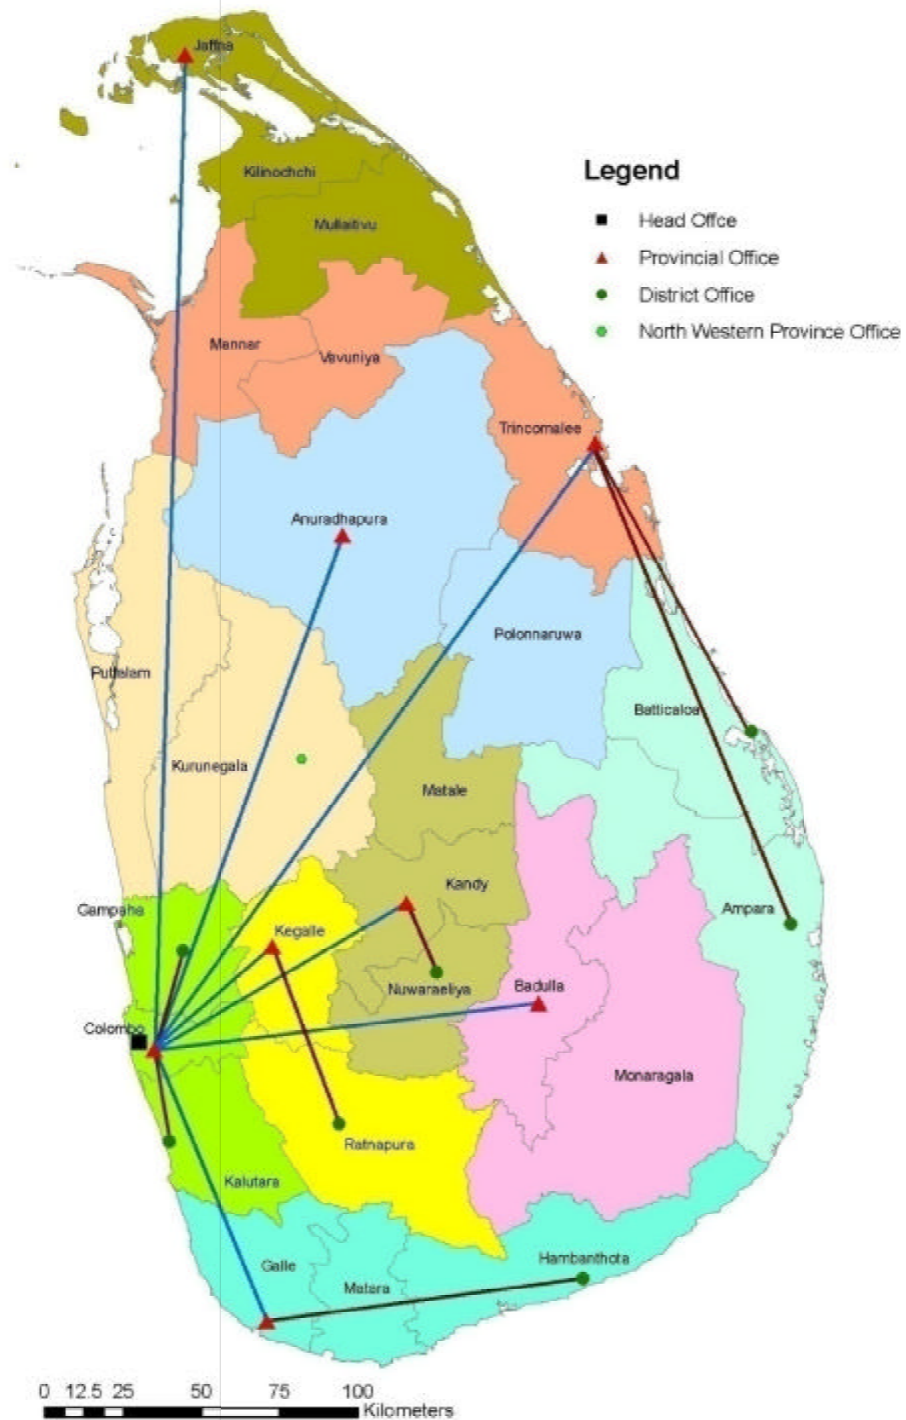 Jaffna
Kilinochchi
Legend
Mullaitivu
Head Offce
Provincial Office
District Office
North Western Province Office
Mannar
Vavuniya
Trincomalee
Anuradhapura
Polonnaruwa
Puttalam
Batticaloa
Kurunegala
Matale
Kandy
Gampaha
Ampara
Kegalle
Nuwaraeliya
Badulla
Colombo
Monaragala
Ratnapura
Kalutara
Hambanthota
Galle
Matara
0 12.5 25 50 75 100
Kilometers